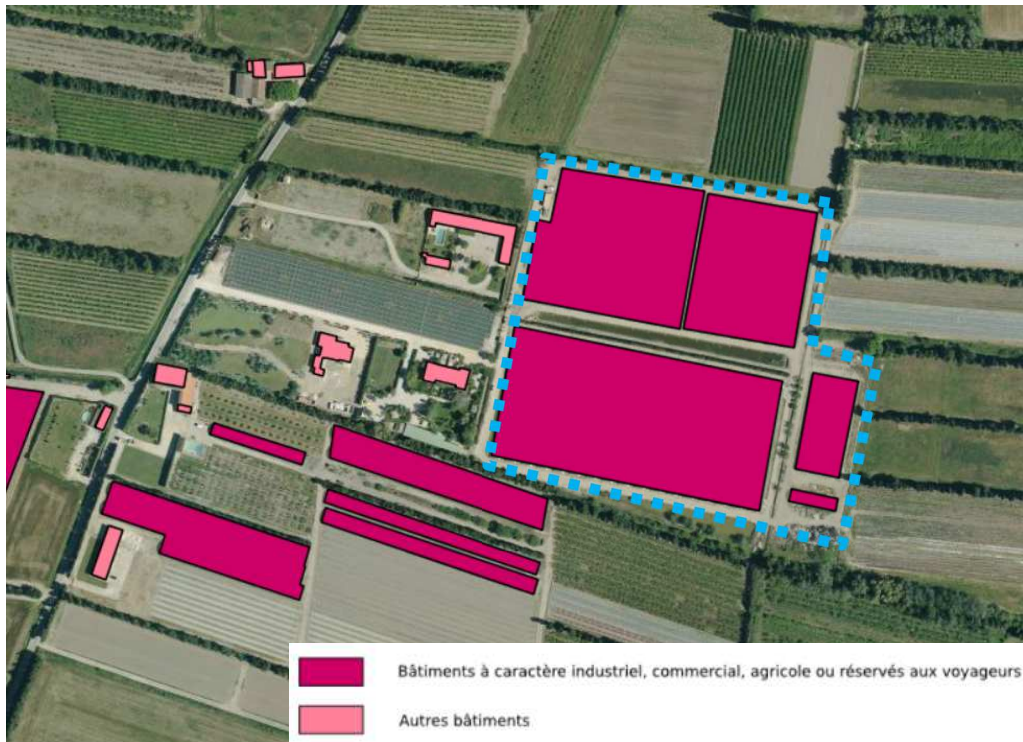 Bâtiments à caractère industriel, commercial, agricole ou réservés aux voyageurs
Autres bâtiments